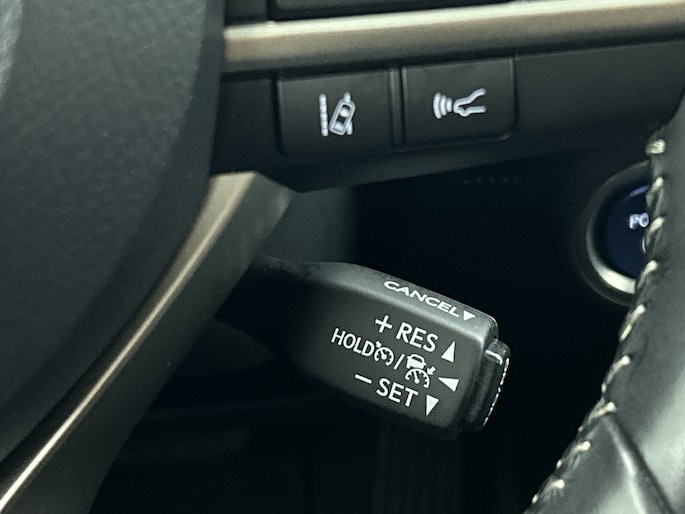 CANCEL▼
+ RES ▲
HOLD /
− SET ▼